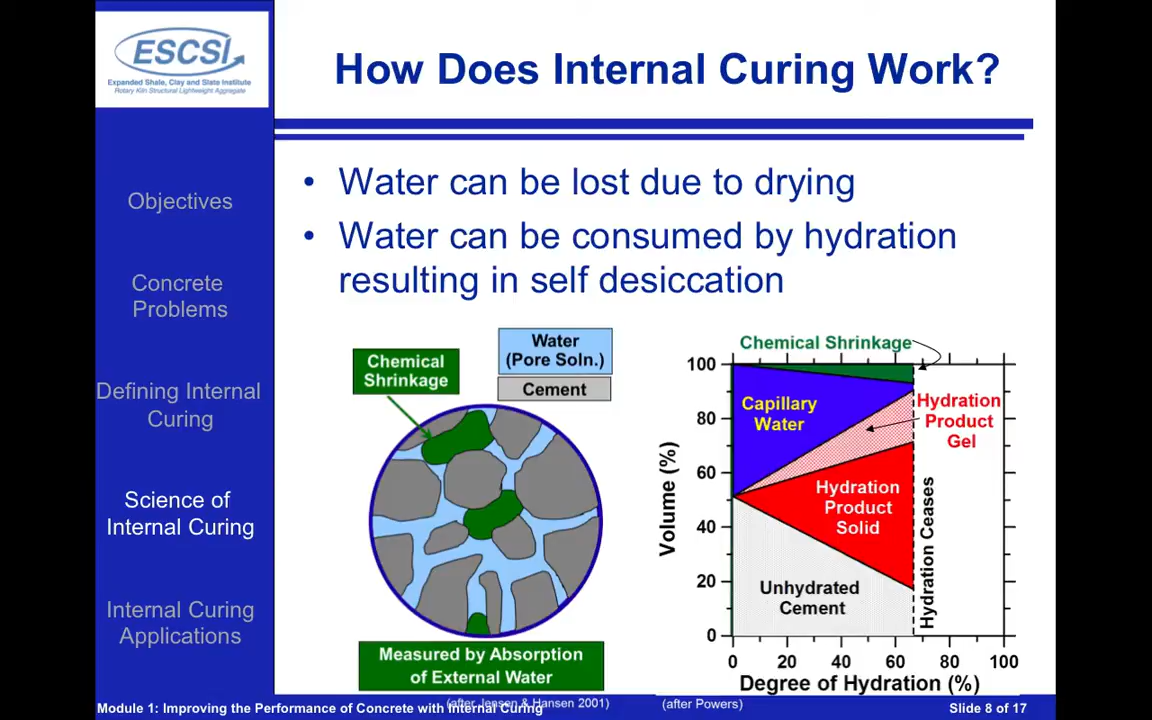 ESCSI
Expanded Shale, Clay and Slate Institute
Rotary Kiln Structural Lightweight Aggregate
How Does Internal Curing Work?
Objectives
Concrete
Problems
Defining Internal
Curing
Science of
Internal Curing
Internal Curing
Applications
• Water can be lost due to drying
• Water can be consumed by hydration
resulting in self desiccation
Water
(Pore Soln.)
Cement
Chemical
Shrinkage
Measured by Absorption
of External Water
(after Jensen & Hansen 2001)
Chemical Shrinkage
100
80
60
40
20
0
Volume (%)
Capillary
Water
Hydration
Product
Gel
Hydration
Product
Solid
Unhydrated
Cement
Hydration Ceases
0 20 40 60 80 100
Degree of Hydration (%)
(after Powers)
Module 1: Improving the Performance of Concrete with Internal Curing
Slide 8 of 17